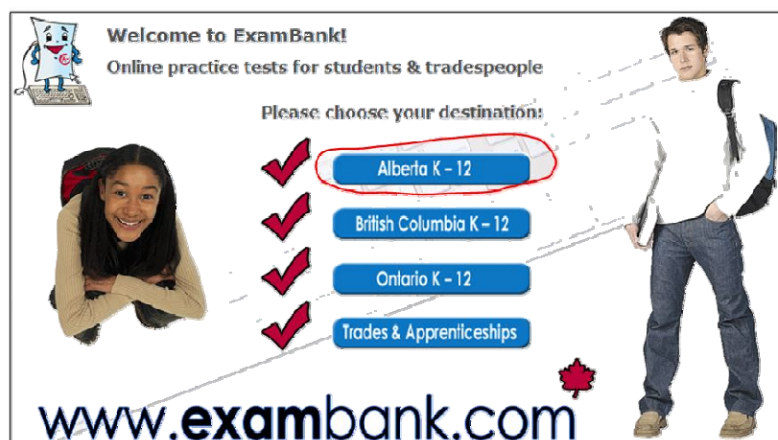 Welcome to ExamBank!
Online practice tests for students & tradespeople
Please choose your destination:
Alberta K – 12
British Columbia K – 12
Ontario K – 12
Trades & Apprenticeships
www.exambank.com